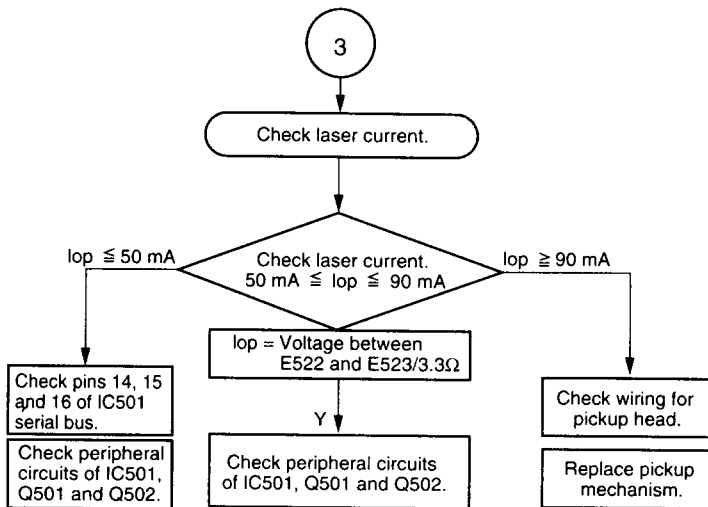 3
Check laser current.
Iop ≦ 50 mA
Check laser current.
50 mA ≦ Iop ≦ 90 mA
Iop ≧ 90 mA
Iop = Voltage between
E522 and E523/3.3Ω
Check pins 14, 15
and 16 of IC501
serial bus.
Check peripheral
circuits of IC501,
Q501 and Q502.
Y
Check peripheral circuits
of IC501, Q501 and Q502.
Check wiring for
pickup head.
Replace pickup
mechanism.